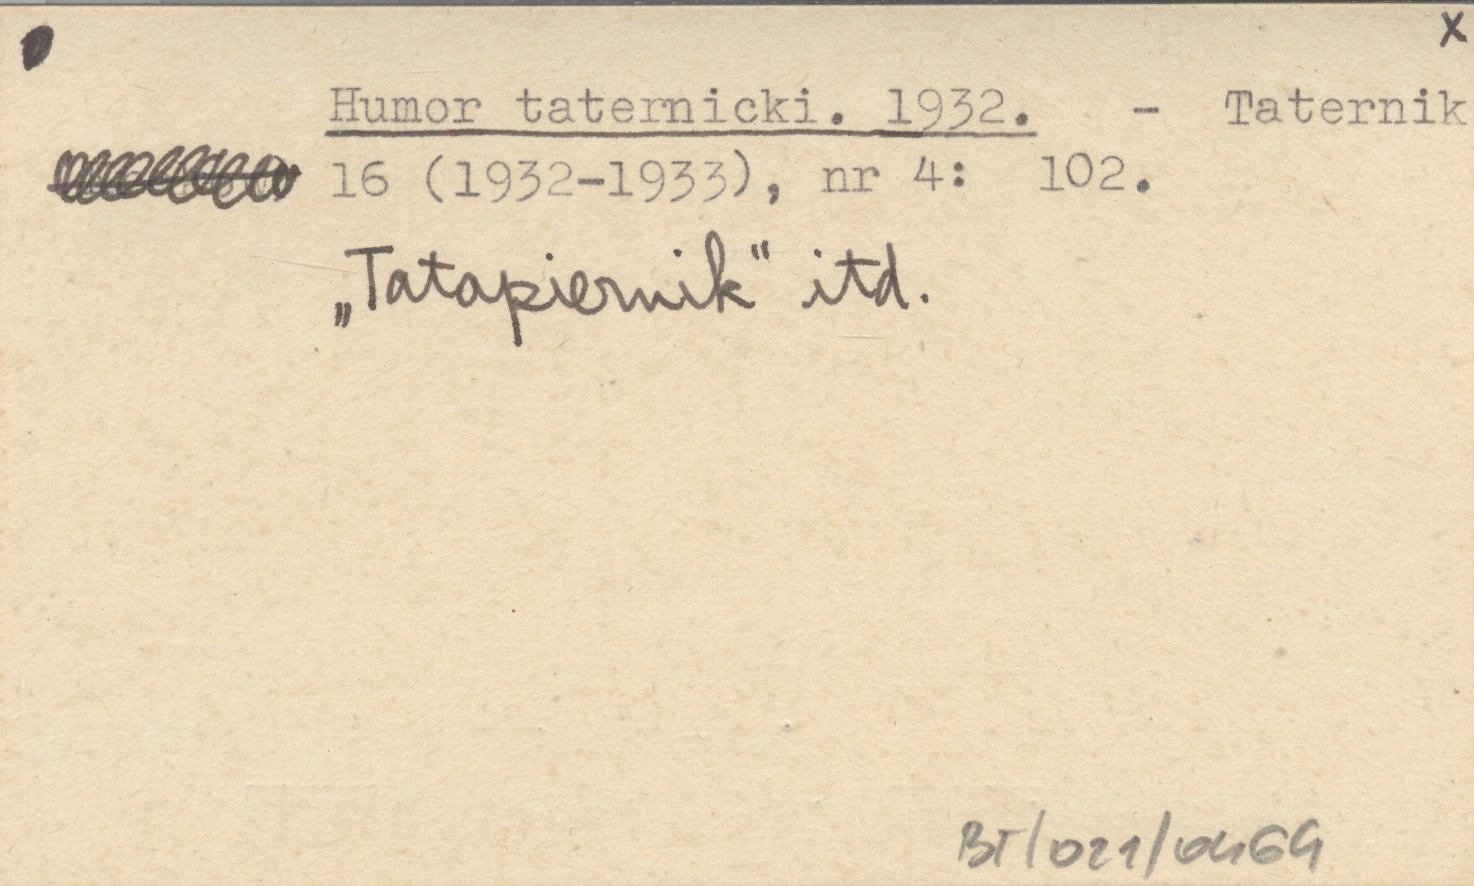 x
Humor taternicki. 1932. - Taternik
16 (1932-1933), nr 4: 102.
„Tatapiernik" itd.
BT/021/0469